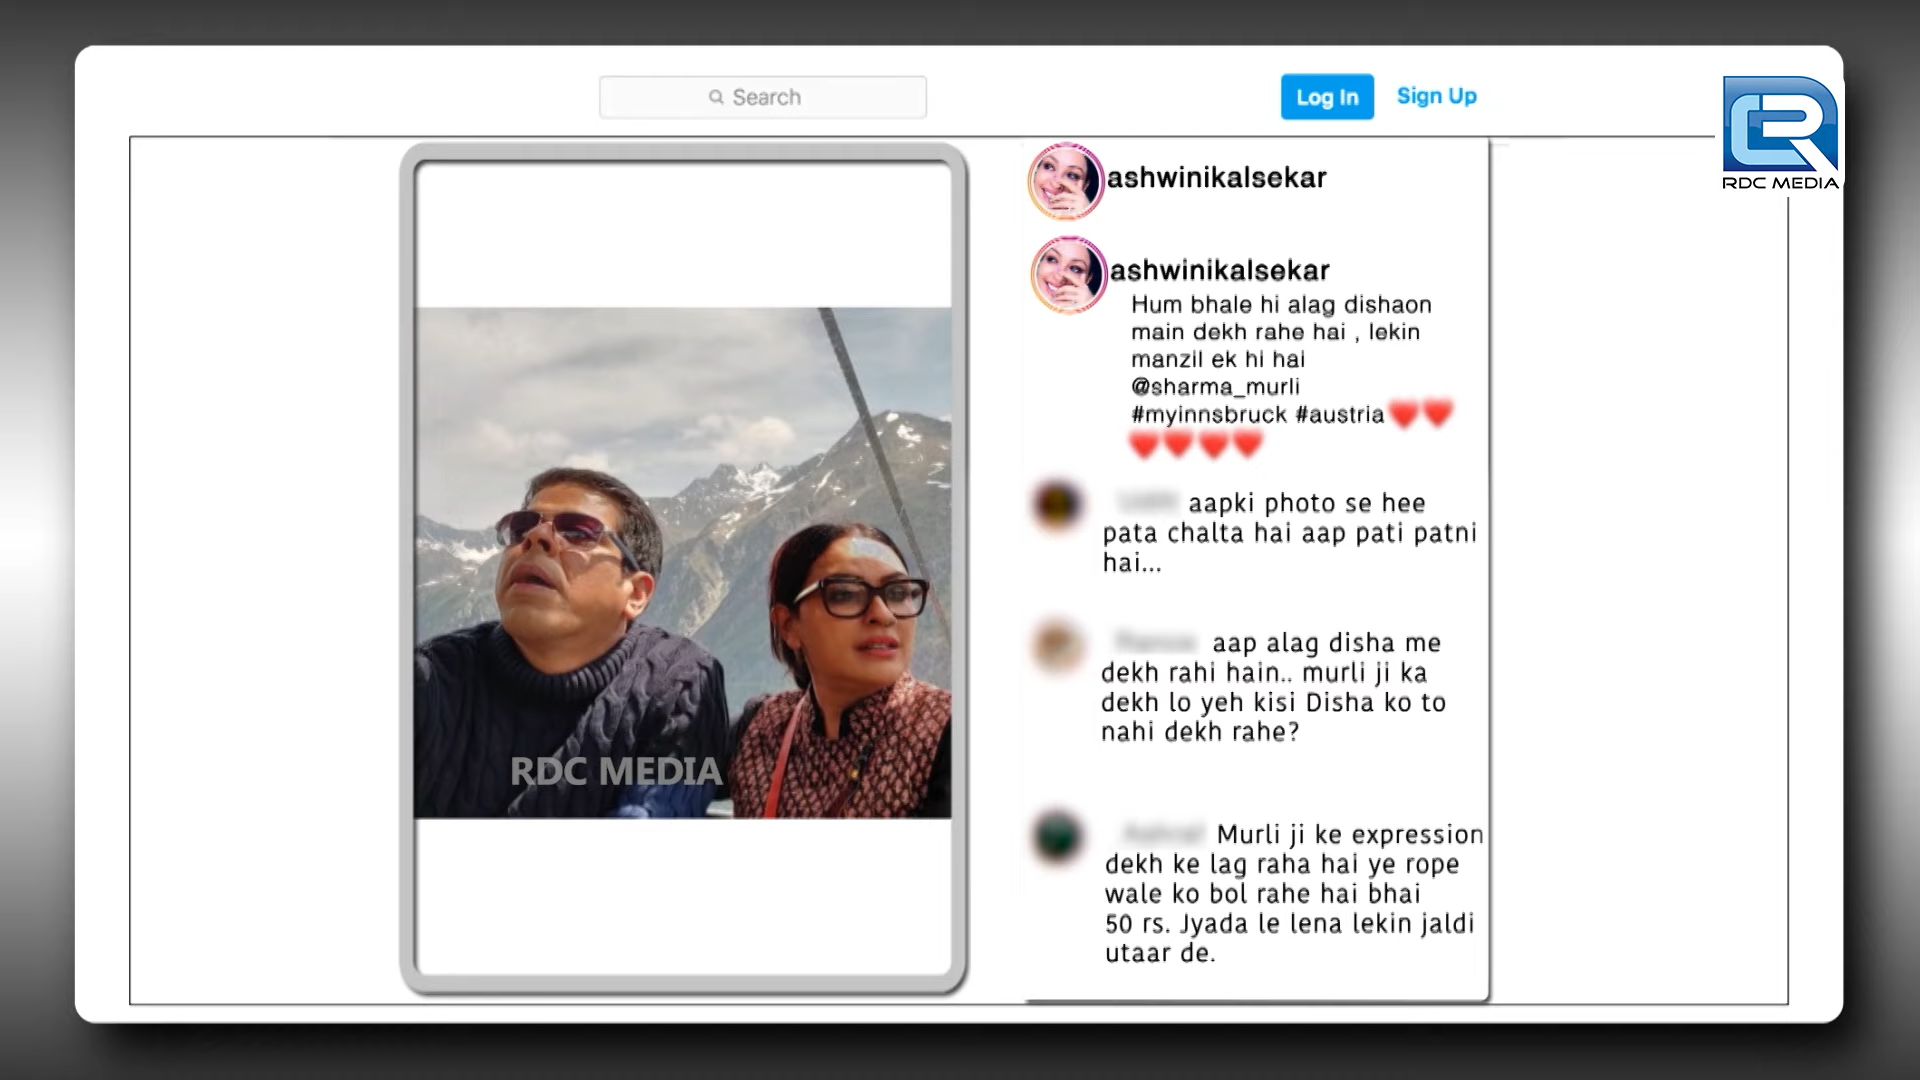 Search
Log In
Sign Up
RDC MEDIA
ashwinikalsekar
ashwinikalsekar
Hum bhale hi alag dishaon
main dekh rahe hai , lekin
manzil ek hi hai
@sharma_murli
#myinnsbruck #austria❤️❤️
❤️❤️❤️❤️
aapki photo se hee
pata chalta hai aap pati patni
hai...
aap alag disha me
dekh rahi hain.. murli ji ka
dekh lo yeh kisi Disha ko to
nahi dekh rahe?
Murli ji ke expression
dekh ke lag raha hai ye rope
wale ko bol rahe hai bhai
50 rs. Jyada le lena lekin jaldi
utaar de.
RDC MEDIA